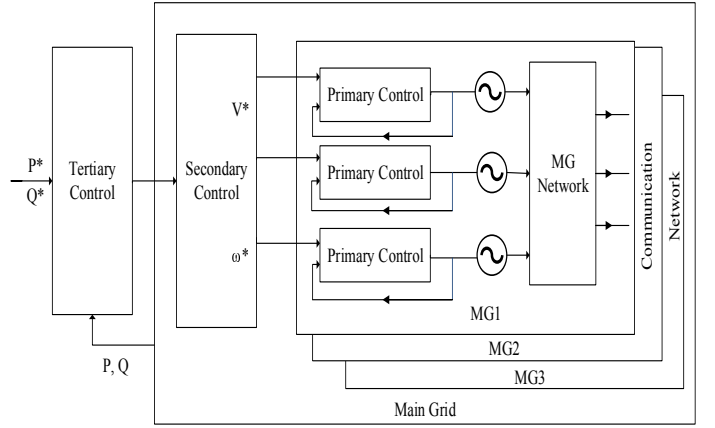 P*
Q*
Tertiary
Control
P, Q
Secondary
Control
V*
ω*
Primary Control
Primary Control
Primary Control
MG
Network
MG1
MG2
MG3
Communication
Network
Main Grid